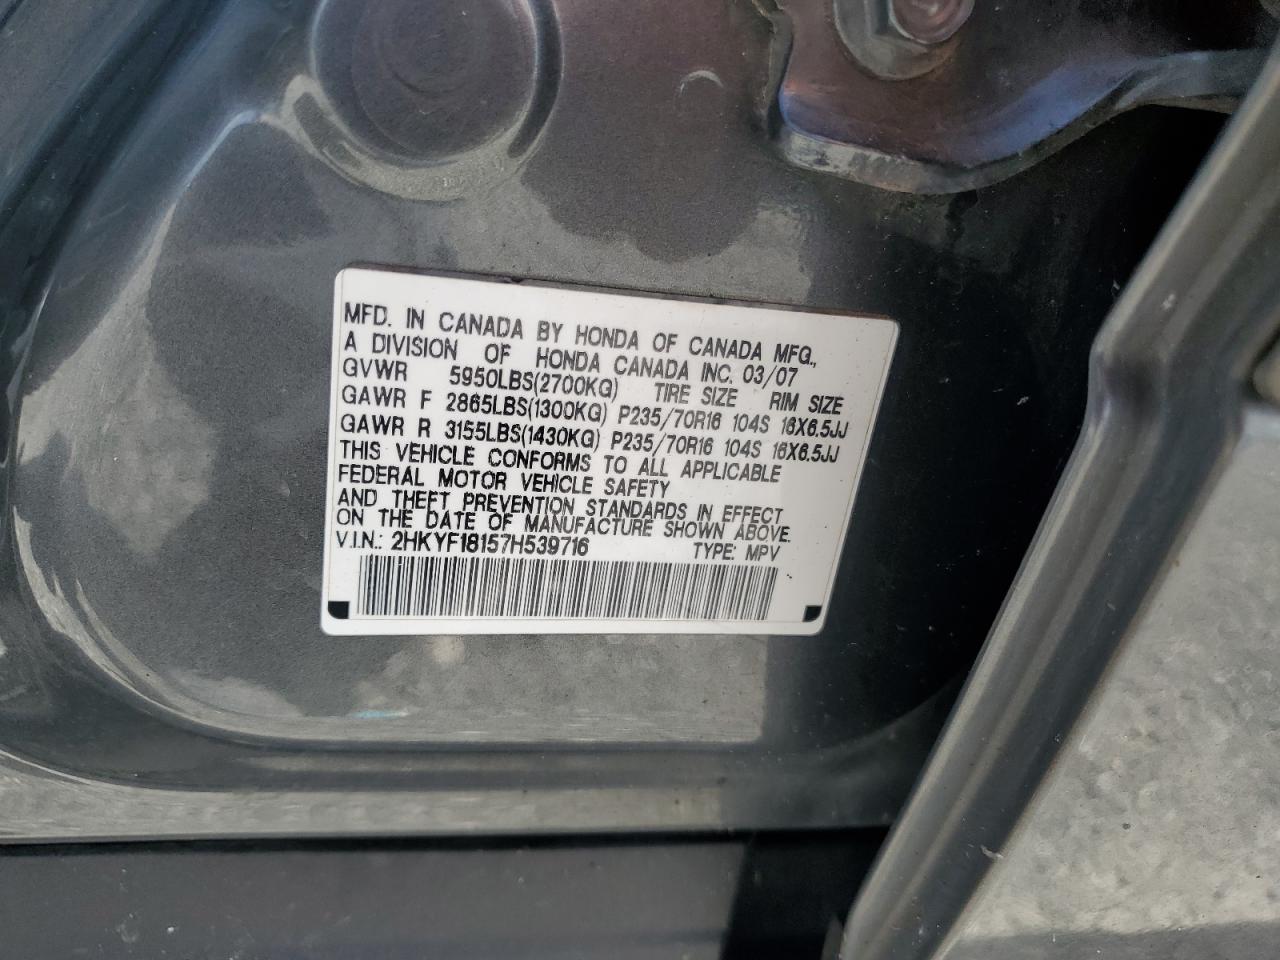 MFD. IN CANADA BY HONDA OF CANADA MFG.,
A DIVISION OF HONDA CANADA INC. 03/07
GVWR 5950LBS(2700KG) TIRE SIZE RIM SIZE
GAWR F 2865LBS(1300KG) P235/70R16 104S 16X6.5JJ
GAWR R 3155LBS(1430KG) P235/70R16 104S 16X6.5JJ
THIS VEHICLE CONFORMS TO ALL APPLICABLE
FEDERAL MOTOR VEHICLE SAFETY
AND THEFT PREVENTION STANDARDS IN EFFECT
ON THE DATE OF MANUFACTURE SHOWN ABOVE.
V.I.N.: 2HKYF18157H539716 TYPE: MPV